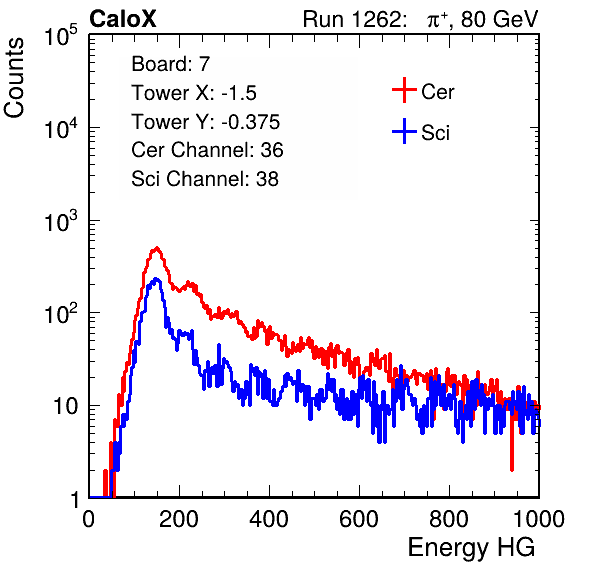 CaloX Run 1262: π⁺, 80 GeV
Counts
10⁵
10⁴
10³
10²
10
1
Board: 7
Tower X: -1.5
Tower Y: -0.375
Cer Channel: 36
Sci Channel: 38
Cer
Sci
0 200 400 600 800 1000
Energy HG